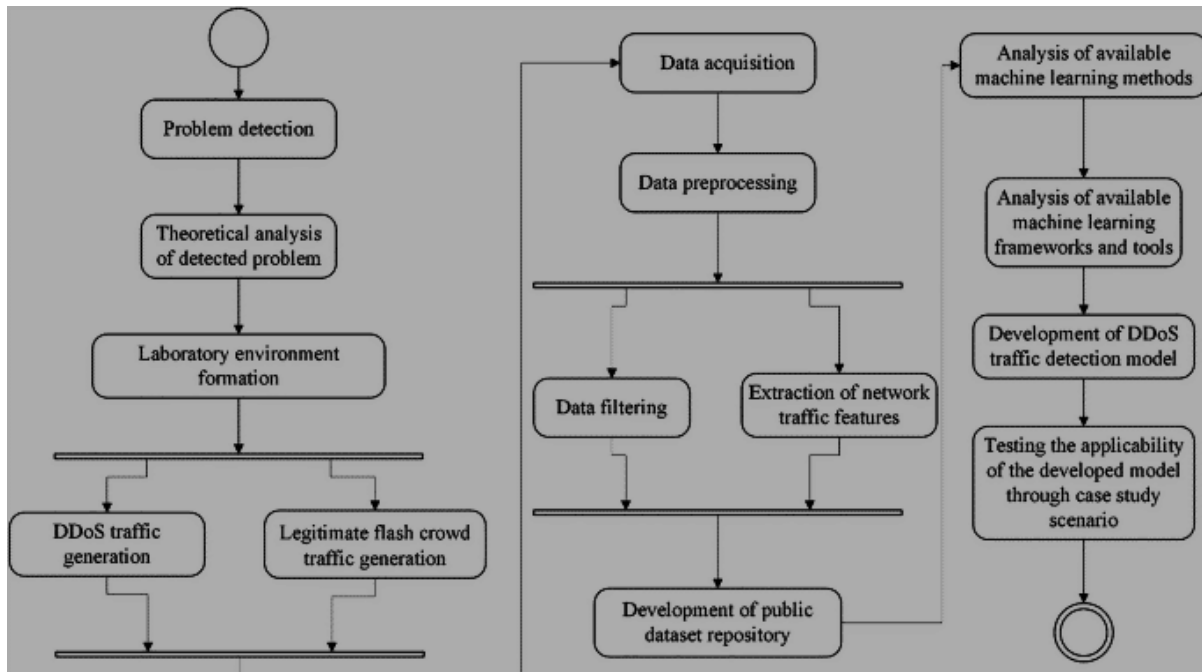 Problem detection
Theoretical analysis
of detected problem
Laboratory environment
formation
DDoS traffic
generation
Legitimate flash crowd
traffic generation
Data acquisition
Data preprocessing
Data filtering
Extraction of network
traffic features
Development of public
dataset repository
Analysis of available
machine learning methods
Analysis of available
machine learning
frameworks and tools
Development of DDoS
traffic detection model
Testing the applicability
of the developed model
through case study
scenario